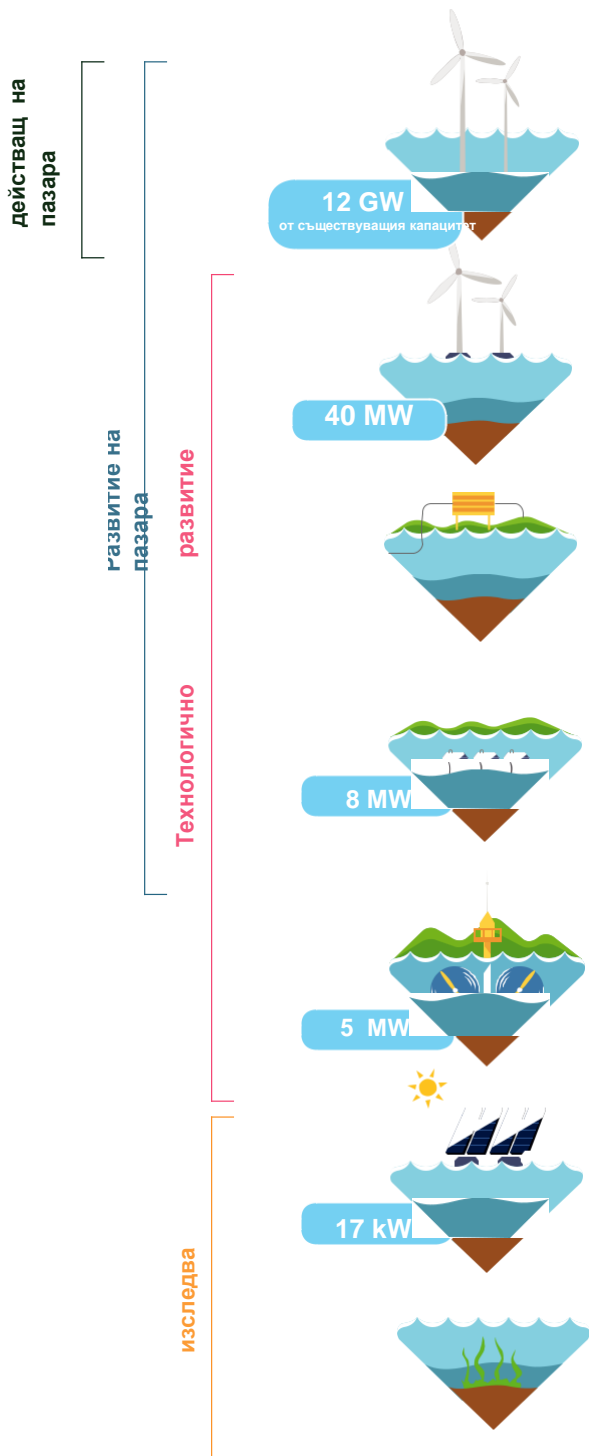 действащ на
пазара
12 GW
от съществуващия капацитет
40 MW
Развитие на
пазара
развитие
Технологично
8 MW
5 MW
17 kW
изследва